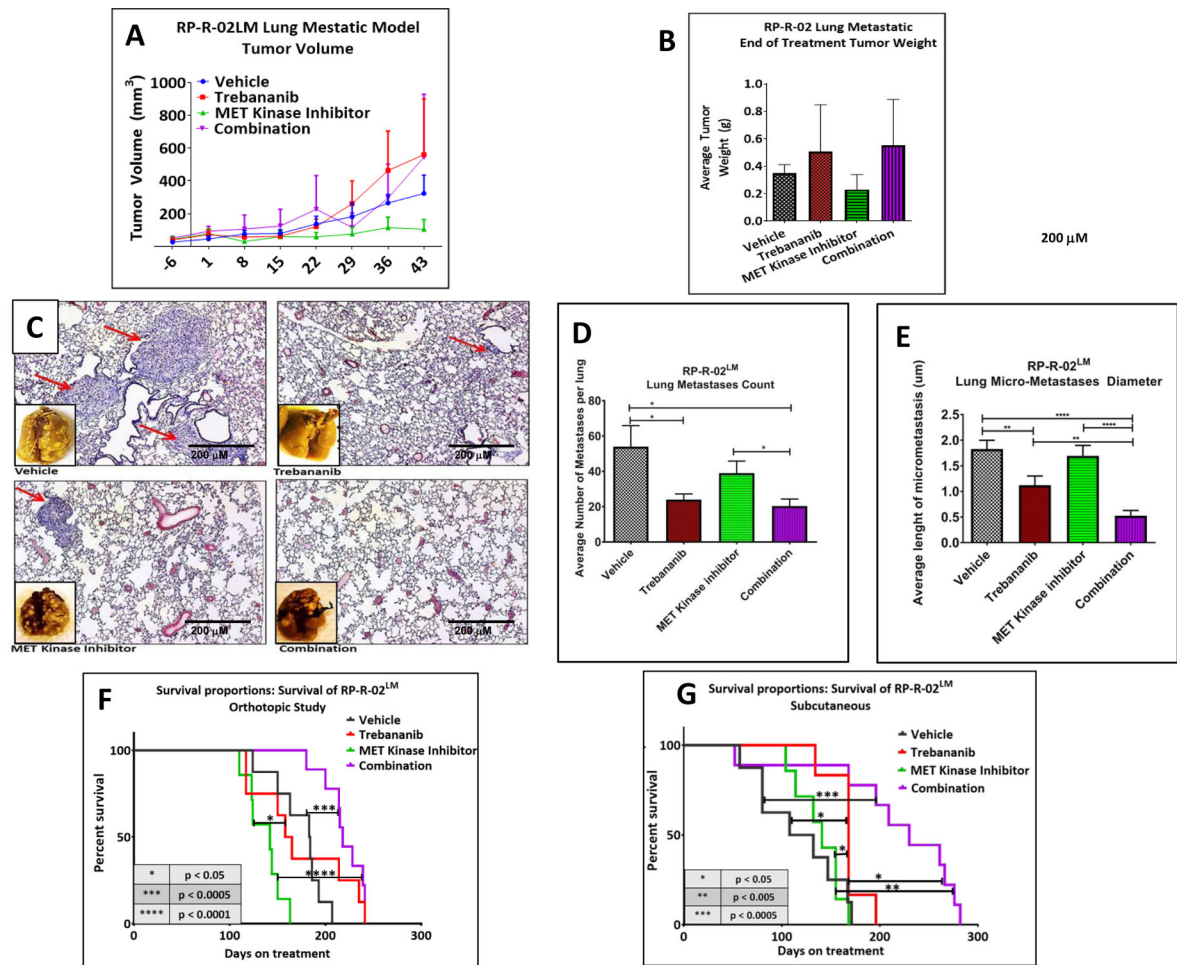 A
RP-R-02LM Lung Mestatic Model
Tumor Volume
Tumor Volume (mm3)
1000
800
600
400
200
Vehicle
Trebananib
MET Kinase Inhibitor
Combination
-6 1 8 15 22 29 36 43
B
RP-R-02 Lung Metastatic
End of Treatment Tumor Weight
Average Tumor
Weight (g)
1.0
0.8
0.6
0.4
0.2
0.0
Vehicle
Trebananib
MET Kinase Inhibitor
Combination
200 µM
C
200 µM
Vehicle
200 µM
Trebananib
200 µM
MET Kinase Inhibitor
200 µM
Combination
D
RP-R-02LM
Lung Metastases Count
Average Number of Metastases per lung
80
60
40
20
0
*
*
*
Vehicle
Trebananib
MET Kinase inhibitor
Combination
E
RP-R-02LM
Lung Micro-Metastases Diameter
Average lenght of micrometastasis (um)
2.5
2.0
1.5
1.0
0.5
0.0
****
** ****
**
Vehicle
Trebananib
MET Kinase inhibitor
Combination
F
Survival proportions: Survival of RP-R-02LM
Orthotopic Study
Vehicle
Trebananib
MET Kinase Inhibitor
Combination
Percent survival
100
50
0
***
*
****
* p < 0.05
*** p < 0.0005
**** p < 0.0001
0 100 200 300
Days on treatment
G
Survival proportions: Survival of RP-R-02LM
Subcutaneous
Vehicle
Trebananib
MET Kinase Inhibitor
Combination
Percent survival
100
50
0
***
*
*
*
**
* p < 0.05
** p < 0.005
*** p < 0.0005
0 100 200 300
Days on treatment